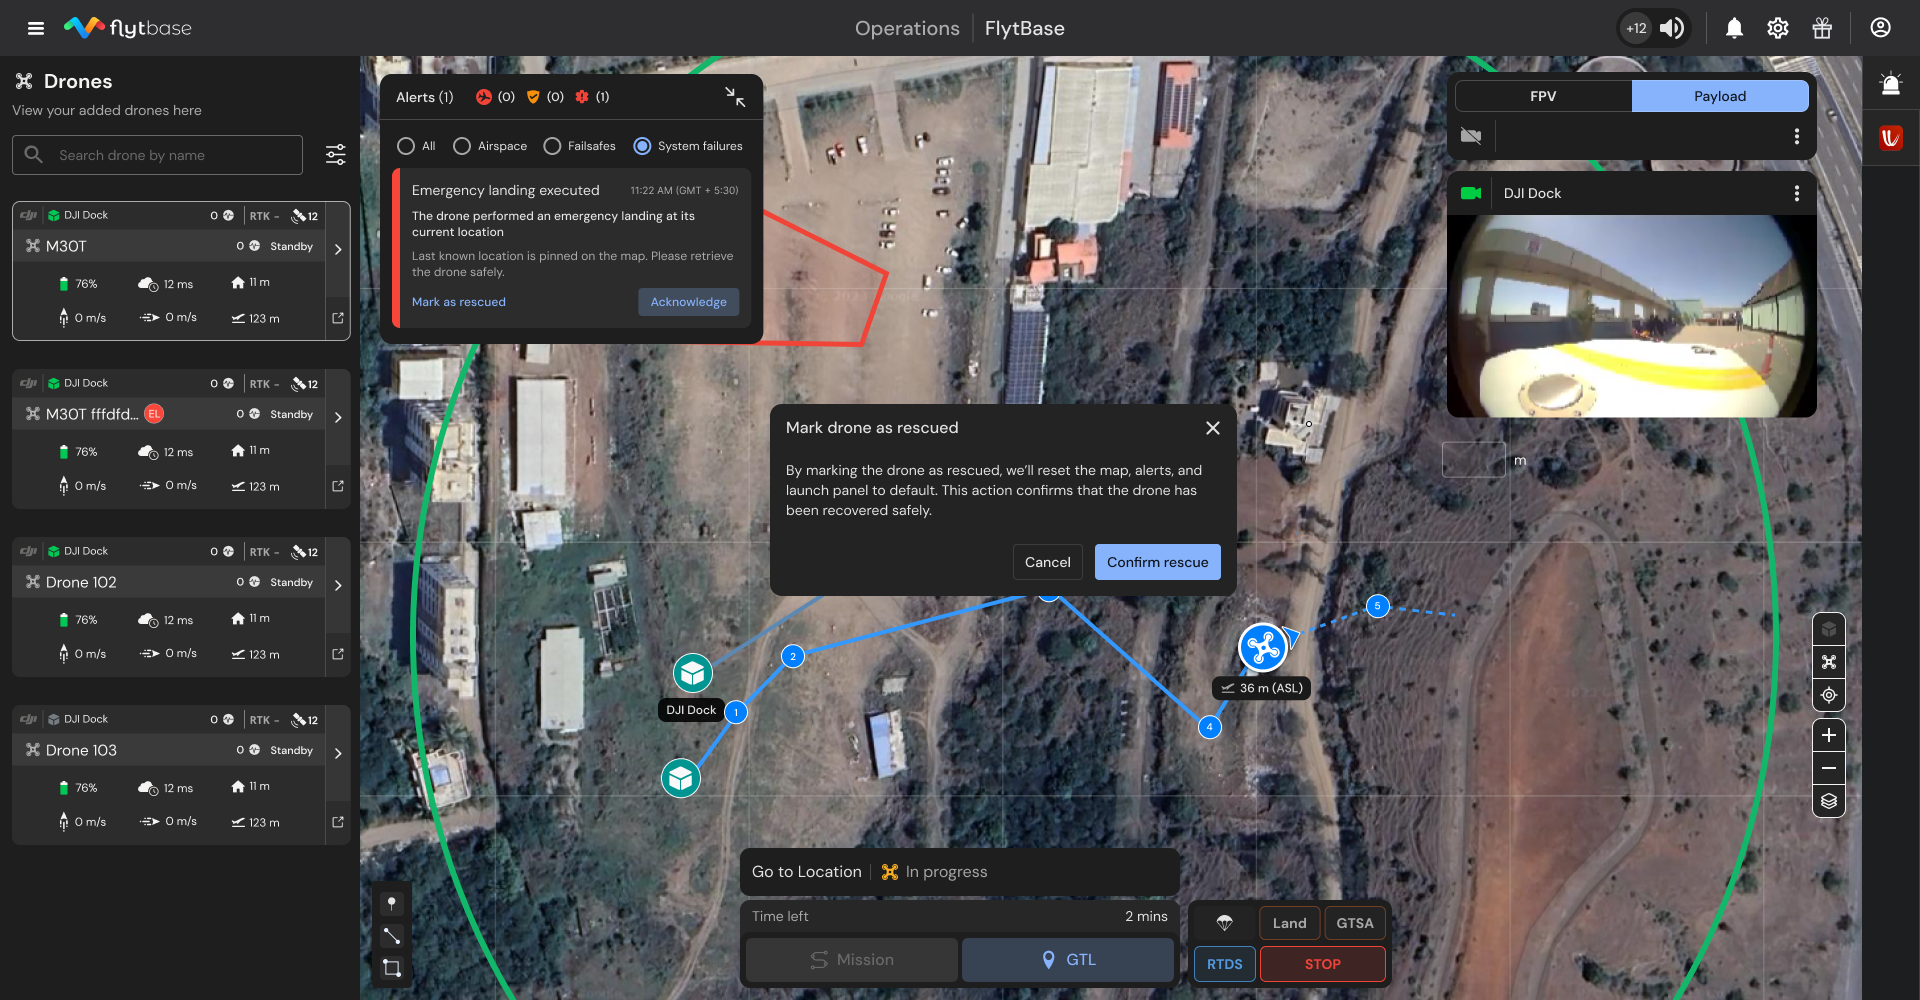 flytbase
Operations
FlytBase
+12
Drones
View your added drones here
Search drone by name
DJI Dock
0
RTK -
12
M30T
0
Standby
76%
12 ms
11 m
0 m/s
0 m/s
123 m
DJI Dock
0
RTK -
12
M30T fffdfd...
EL
0
Standby
76%
12 ms
11 m
0 m/s
0 m/s
123 m
DJI Dock
0
RTK -
12
Drone 102
0
Standby
76%
12 ms
11 m
0 m/s
0 m/s
123 m
DJI Dock
0
RTK -
12
Drone 103
0
Standby
76%
12 ms
11 m
0 m/s
0 m/s
123 m
Alerts (1)
(0)
(0)
(1)
All
Airspace
Failsafes
System failures
Emergency landing executed
11:22 AM (GMT + 5:30)
The drone performed an emergency landing at its
current location
Last known location is pinned on the map. Please retrieve
the drone safely.
Mark as rescued
Acknowledge
FPV
Payload
DJI Dock
m
Mark drone as rescued
By marking the drone as rescued, we'll reset the map, alerts, and
launch panel to default. This action confirms that the drone has
been recovered safely.
Cancel
Confirm rescue
5
2
36 m (ASL)
DJI Dock
1
4
Go to Location
In progress
Time left
2 mins
Mission
GTL
Land
GTSA
RTDS
STOP